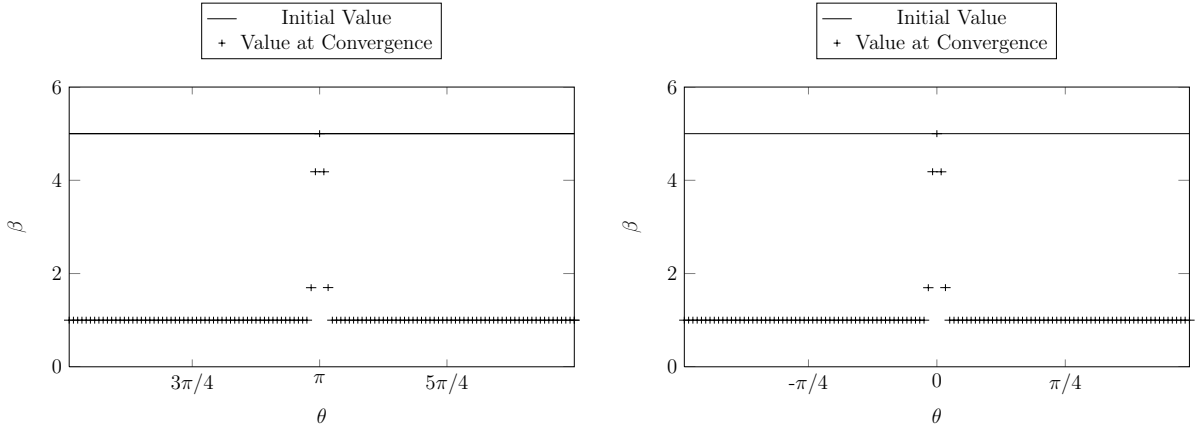 Initial Value
Value at Convergence
6
4
2
0
β
3π/4
π
5π/4
θ
Initial Value
Value at Convergence
6
4
2
0
β
-π/4
0
π/4
θ